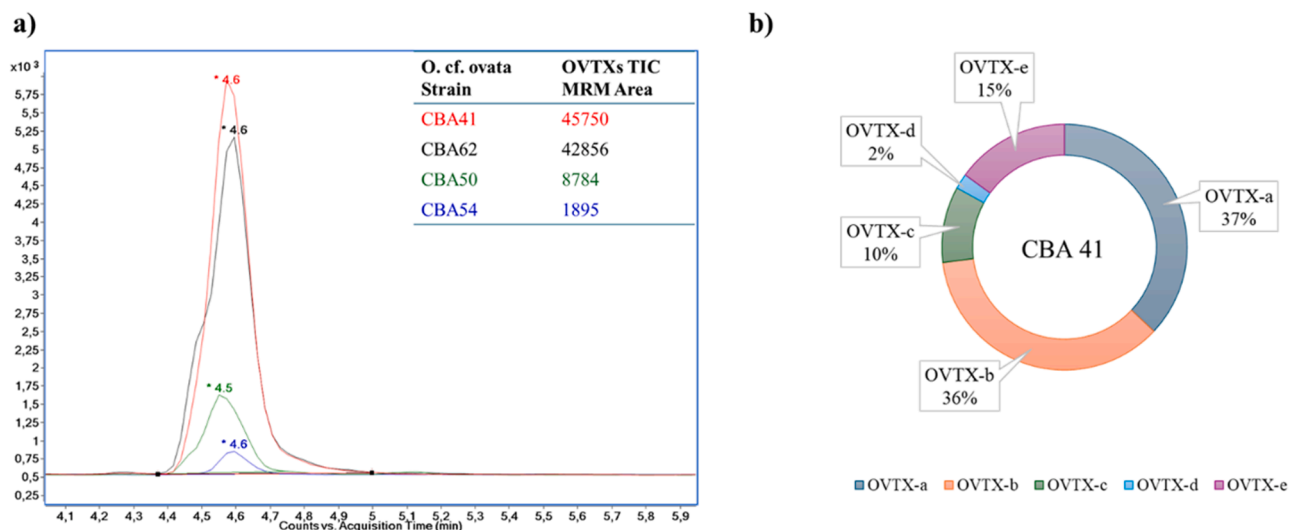 a)
x10 3
5,75
5,5
5,25
5
4,75
4,5
4,25
4
3,75
3,5
3,25
3
2,75
2,5
2,25
2
1,75
1,5
1,25
1
0,75
0,5
0,25
* 4.6
* 4.6
* 4.5
* 4.6
O. cf. ovata OVTXs TIC
Strain MRM Area
CBA41 45750
CBA62 42856
CBA50 8784
CBA54 1895
4,1 4,2 4,3 4,4 4,5 4,6 4,7 4,8 4,9 5 5,1 5,2 5,3 5,4 5,5 5,6 5,7 5,8 5,9
Counts vs. Acquisition Time (min)
b)
OVTX-e
15%
OVTX-d
2%
OVTX-a
37%
OVTX-c
10%
CBA 41
OVTX-b
36%
OVTX-a OVTX-b OVTX-c OVTX-d OVTX-e